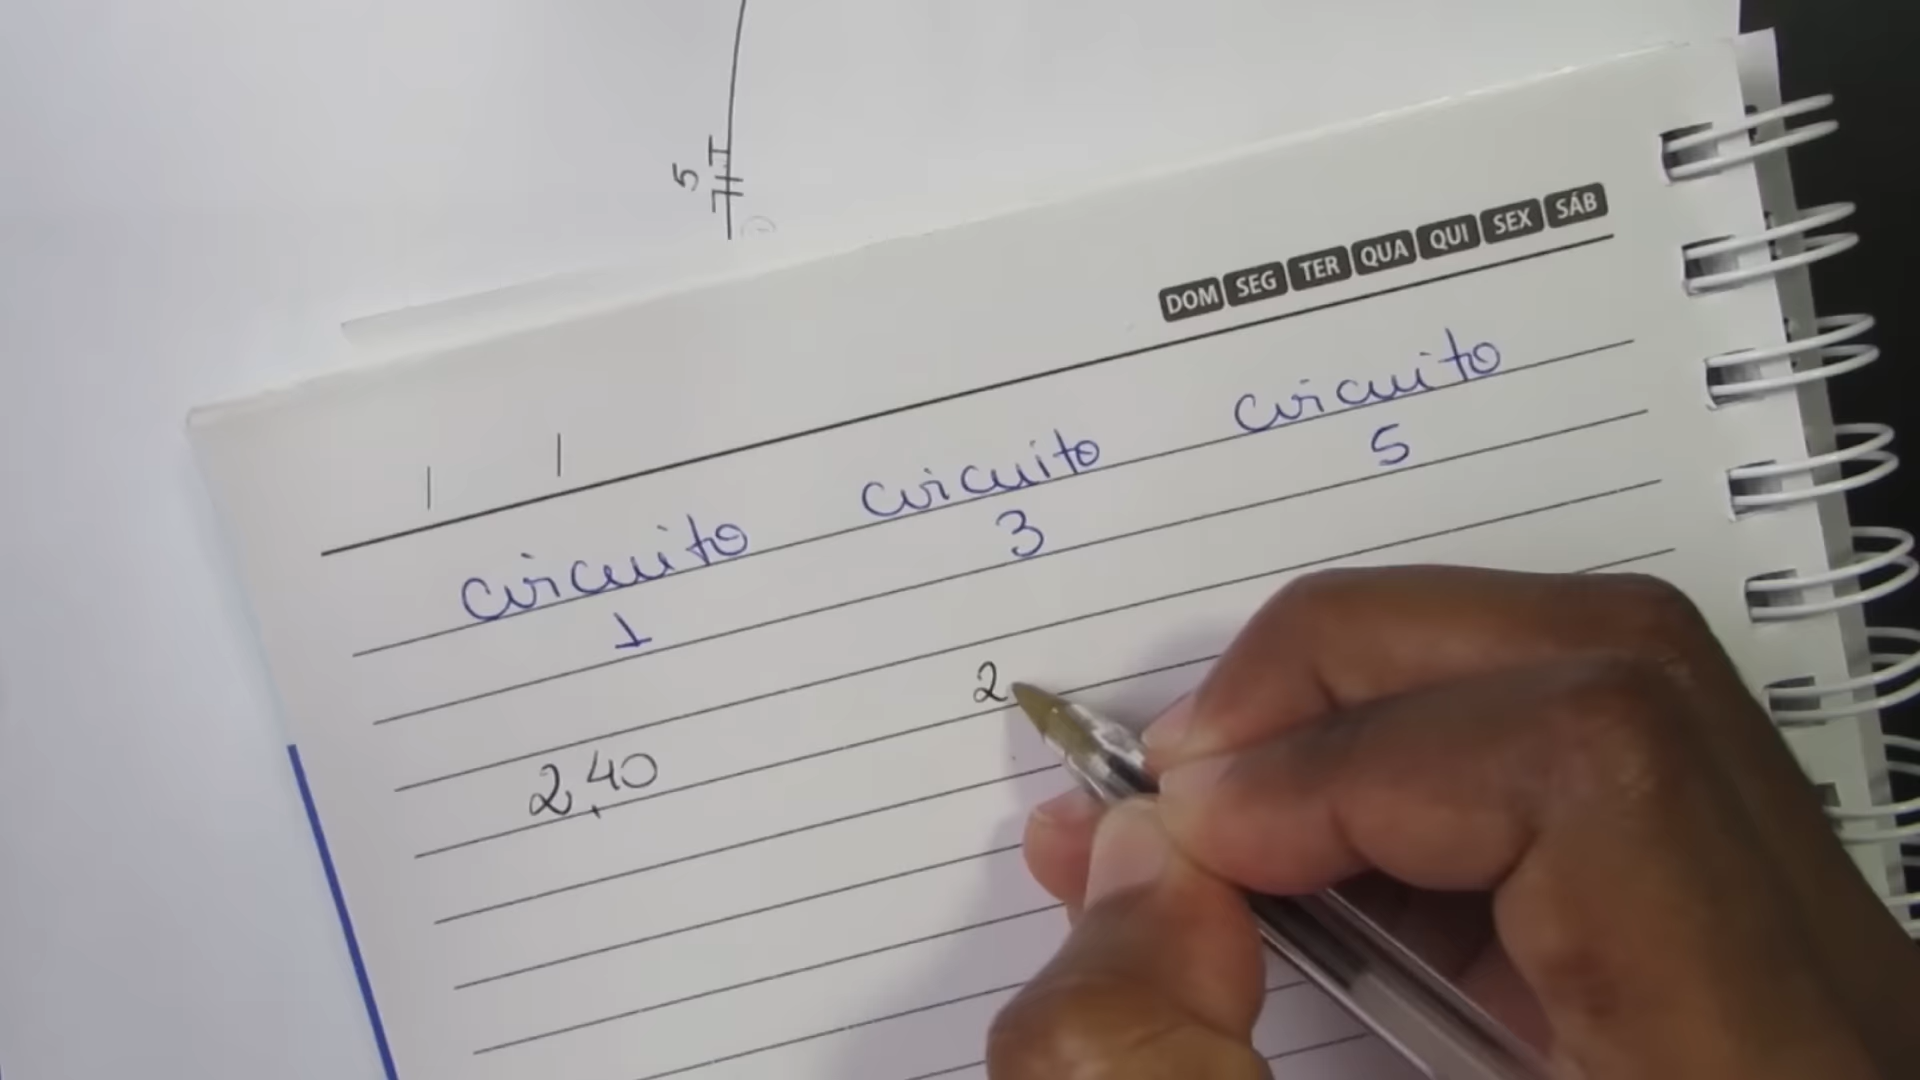 5
DOM SEG TER QUA QUI SEX SÁB
circuito circuito circuito
1 3 5
2,40 2